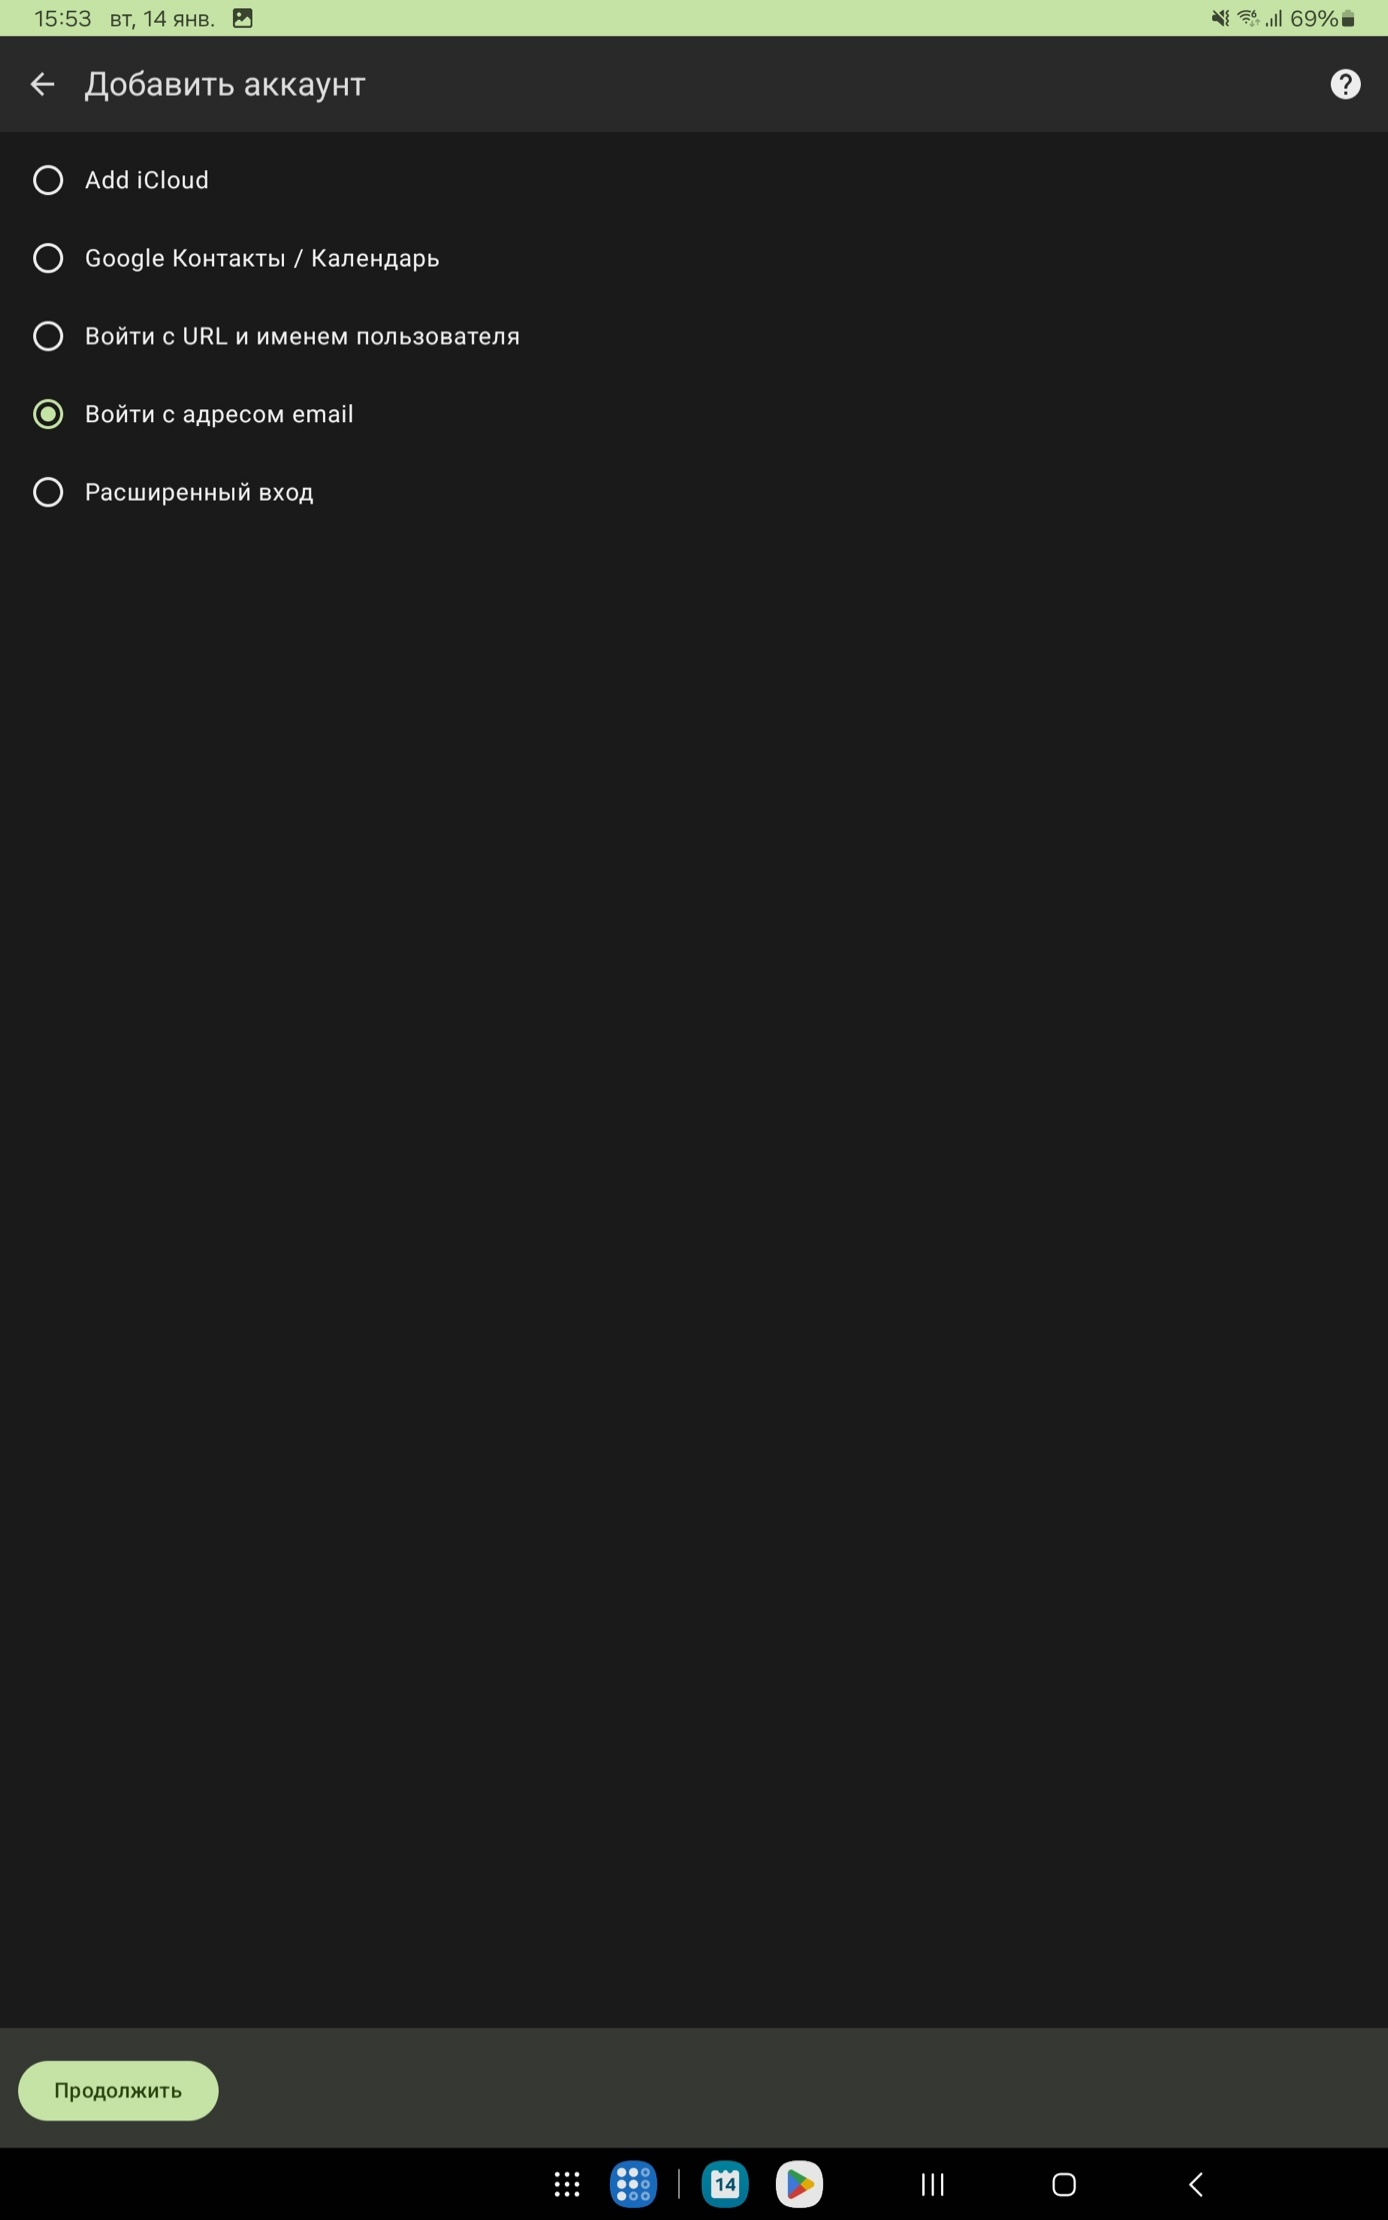 15:53 вт, 14 янв. 69%
Добавить аккаунт
Add iCloud
Google Контакты / Календарь
Войти с URL и именем пользователя
Войти с адресом email
Расширенный вход
Продолжить
14